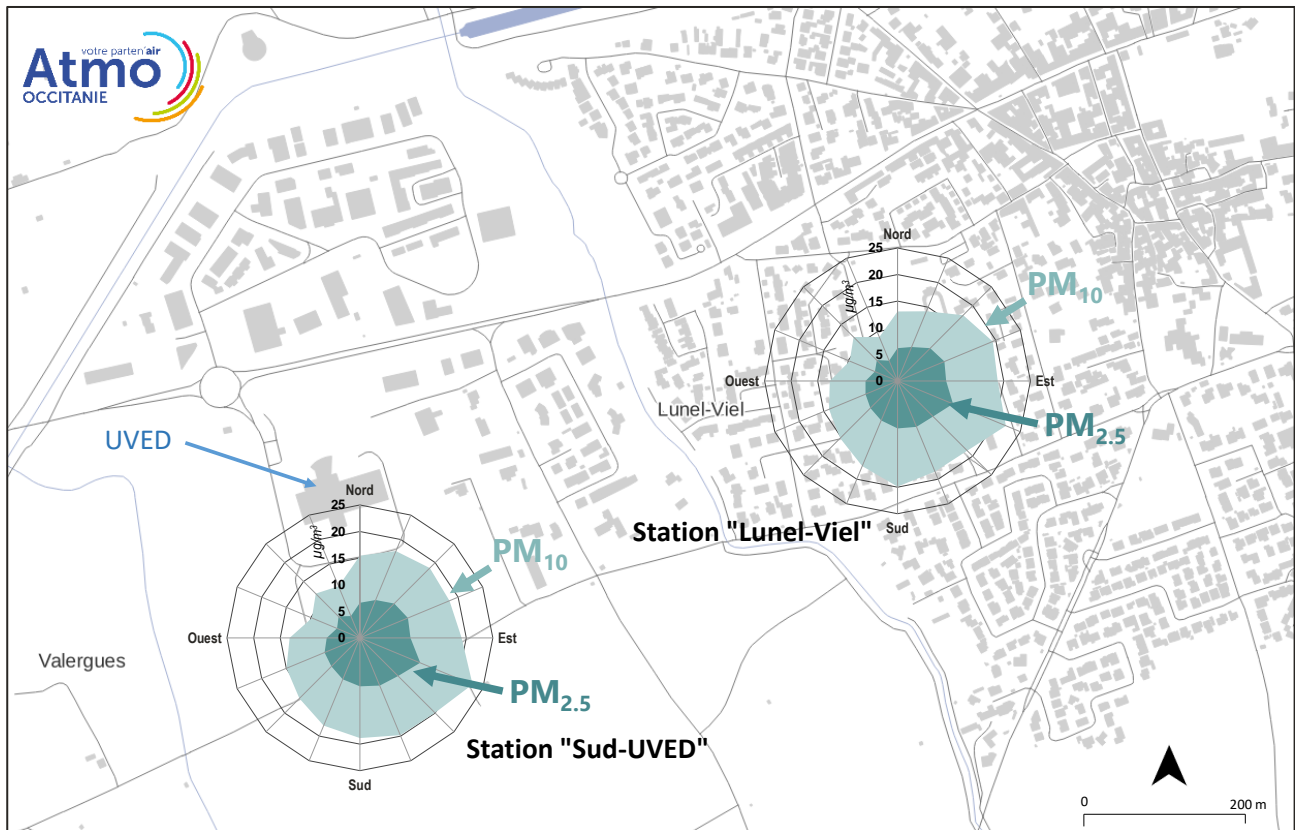 votre parten'air
Atmo
OCCITANIE
Nord
25
20
15
10
5
0
µg/m³
Ouest
Est
Sud
PM10
PM2.5
Lunel-Viel
Station "Lunel-Viel"
UVED
Nord
25
20
15
10
5
0
µg/m³
Ouest
Est
Sud
PM10
PM2.5
Valergues
Station "Sud-UVED"
0
200 m